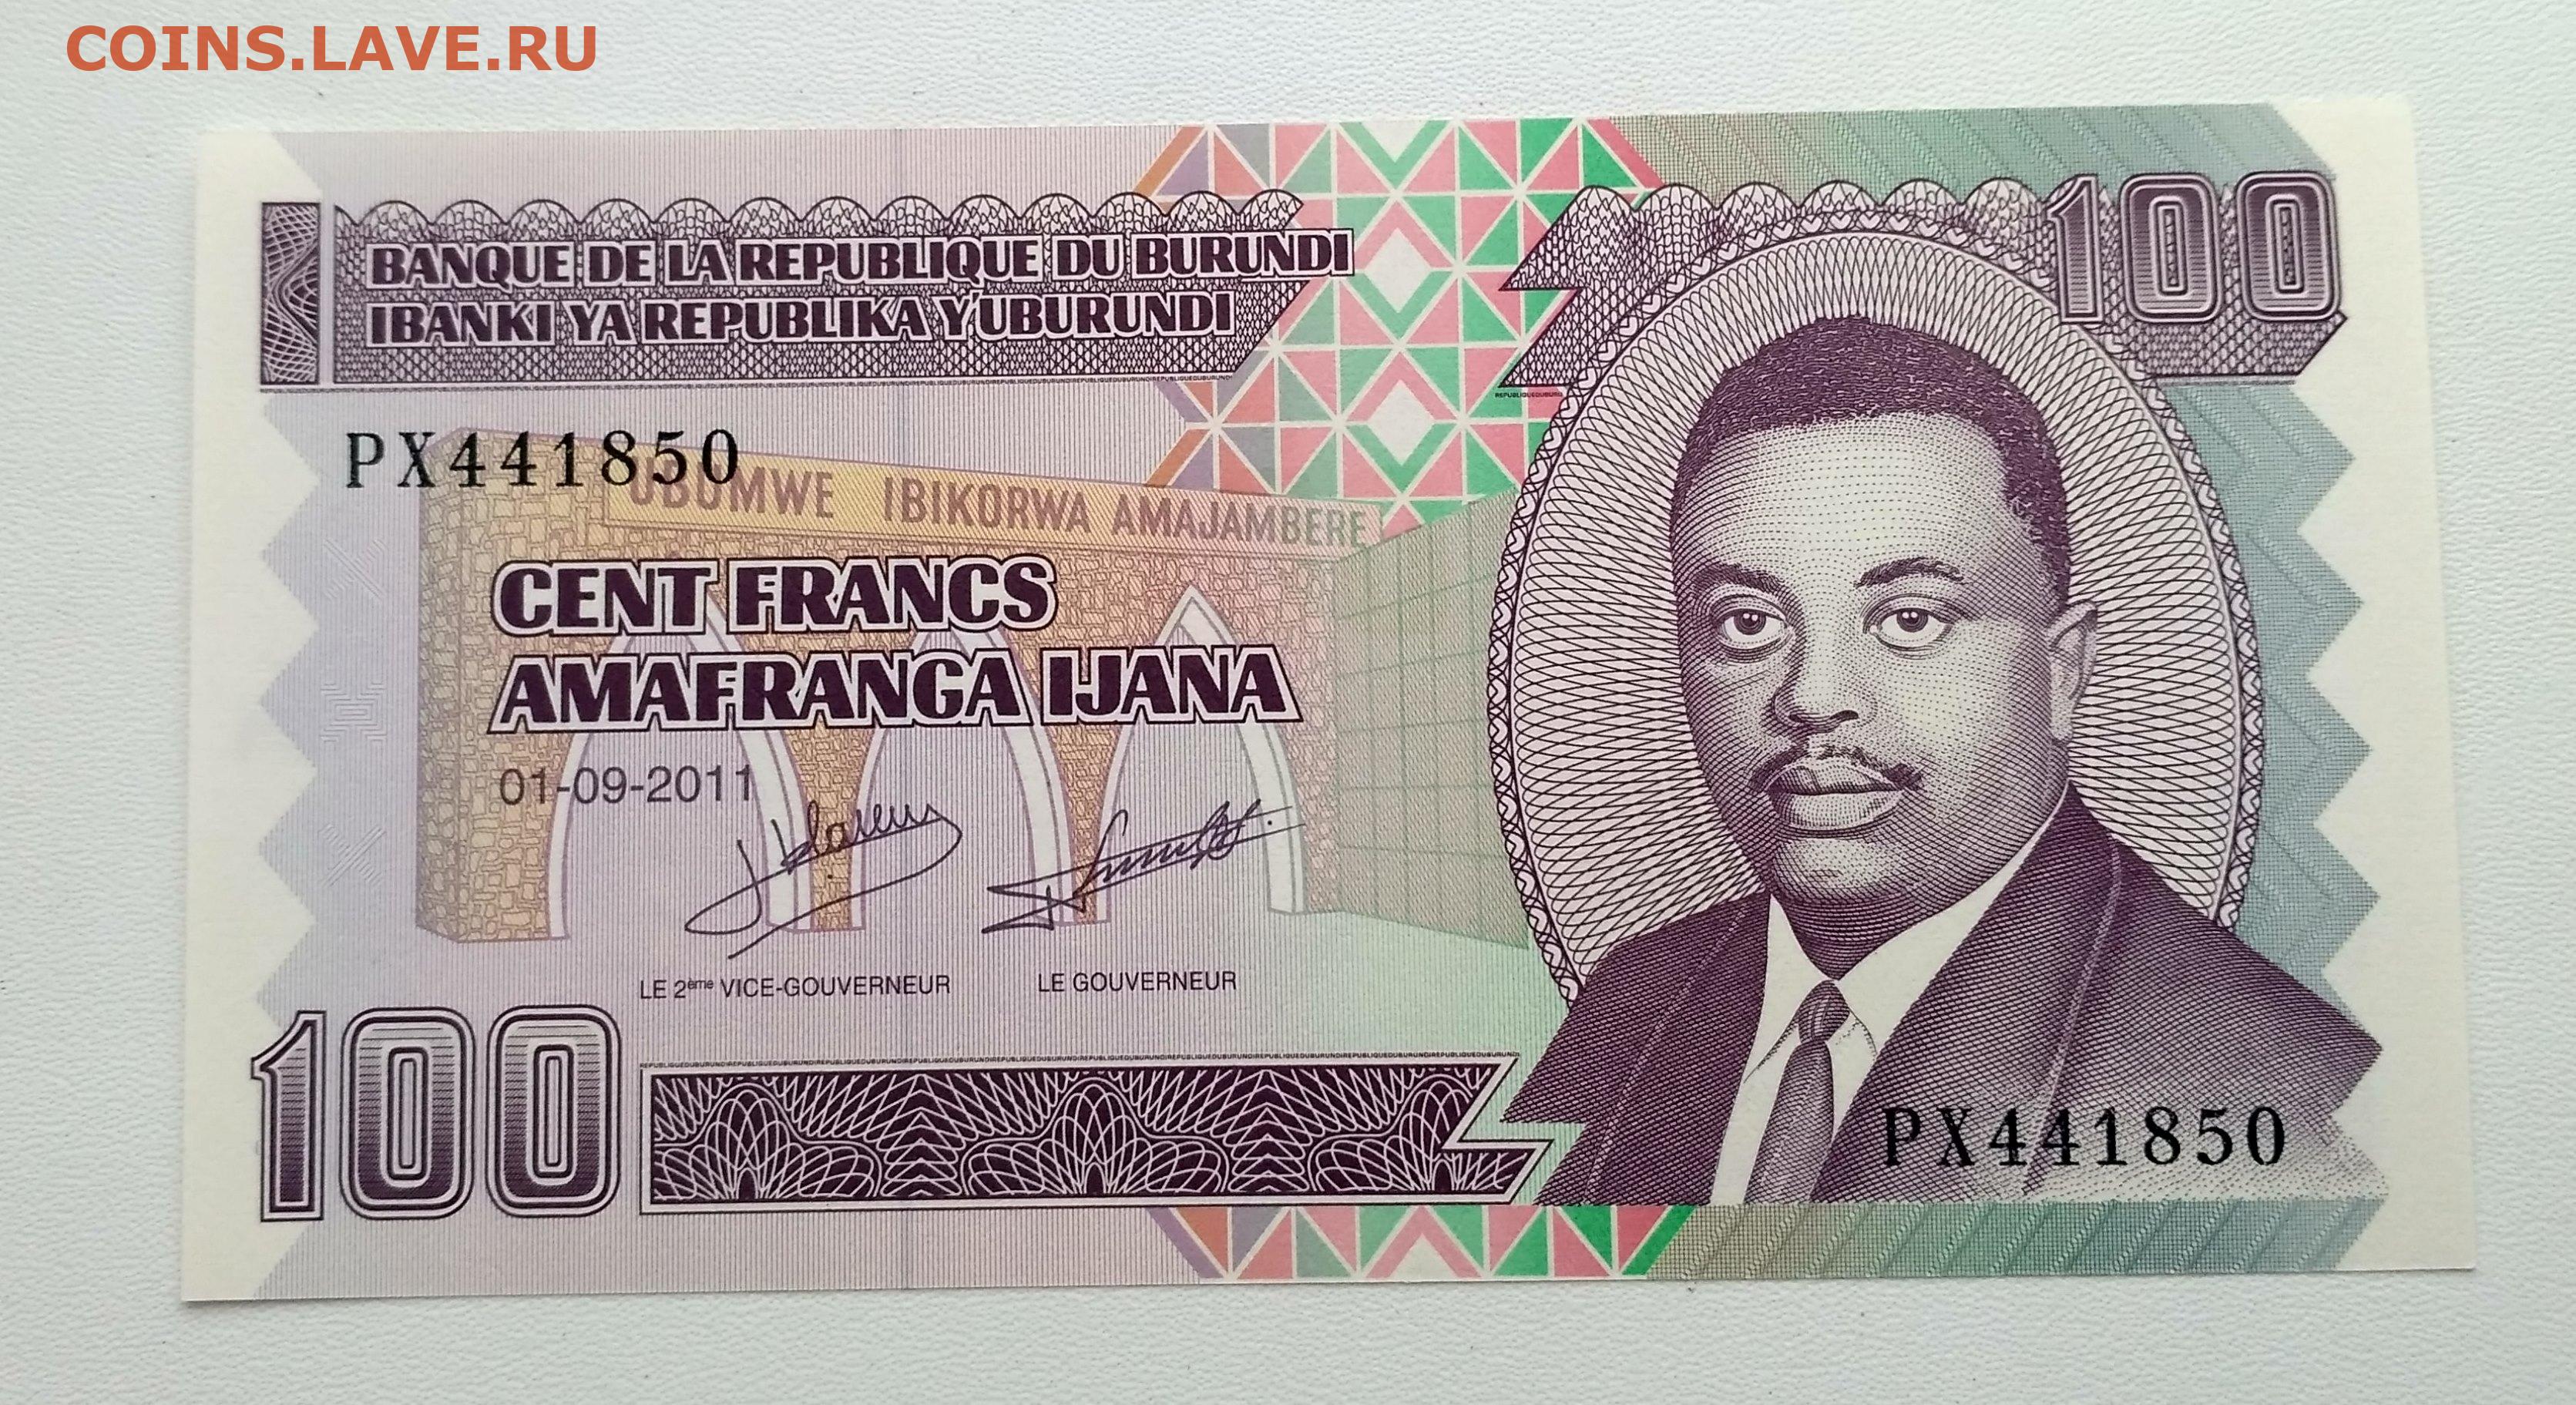 COINS.LAVE.RU
BANQUE DE LA REPUBLIQUE DU BURUNDI
IBANKI YA REPUBLIKA Y'UBURUNDI
100
PX441850
UBUMWE IBIKORWA AMAJAMBERE
CENT FRANCS
AMAFRANGA IJANA
01-09-2011
LE 2ème VICE-GOUVERNEUR LE GOUVERNEUR
100
PX441850